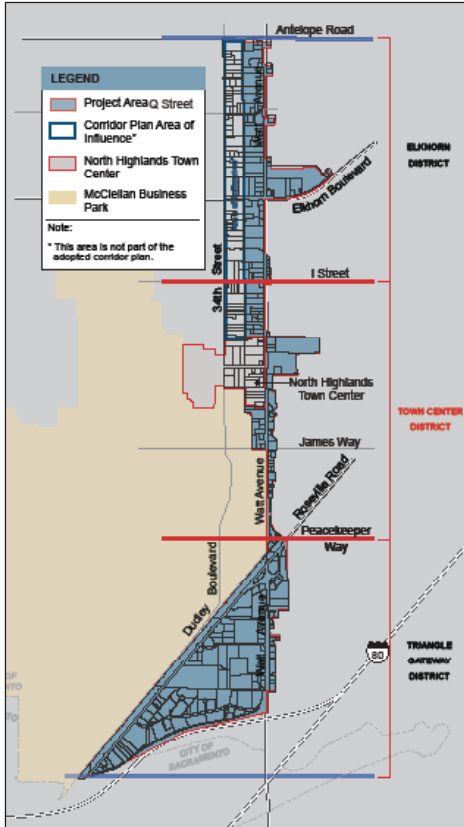 Antelope Road
LEGEND
Project Area
Q Street
Corridor Plan Area of
Influence*
North Highlands Town
Center
McClellan Business
Park
Note:
* This area is not part of the
adopted corridor plan.
Watt Avenue
ELKHORN
DISTRICT
Elkhorn Boulevard
34th Street
I Street
North Highlands
Town Center
TOWN CENTER
DISTRICT
James Way
Watt Avenue
Roseville Road
Peacekeeper
Way
Dudley Boulevard
Watt Avenue
80
TRIANGLE
GATEWAY
DISTRICT
CITY OF
SACRAMENTO